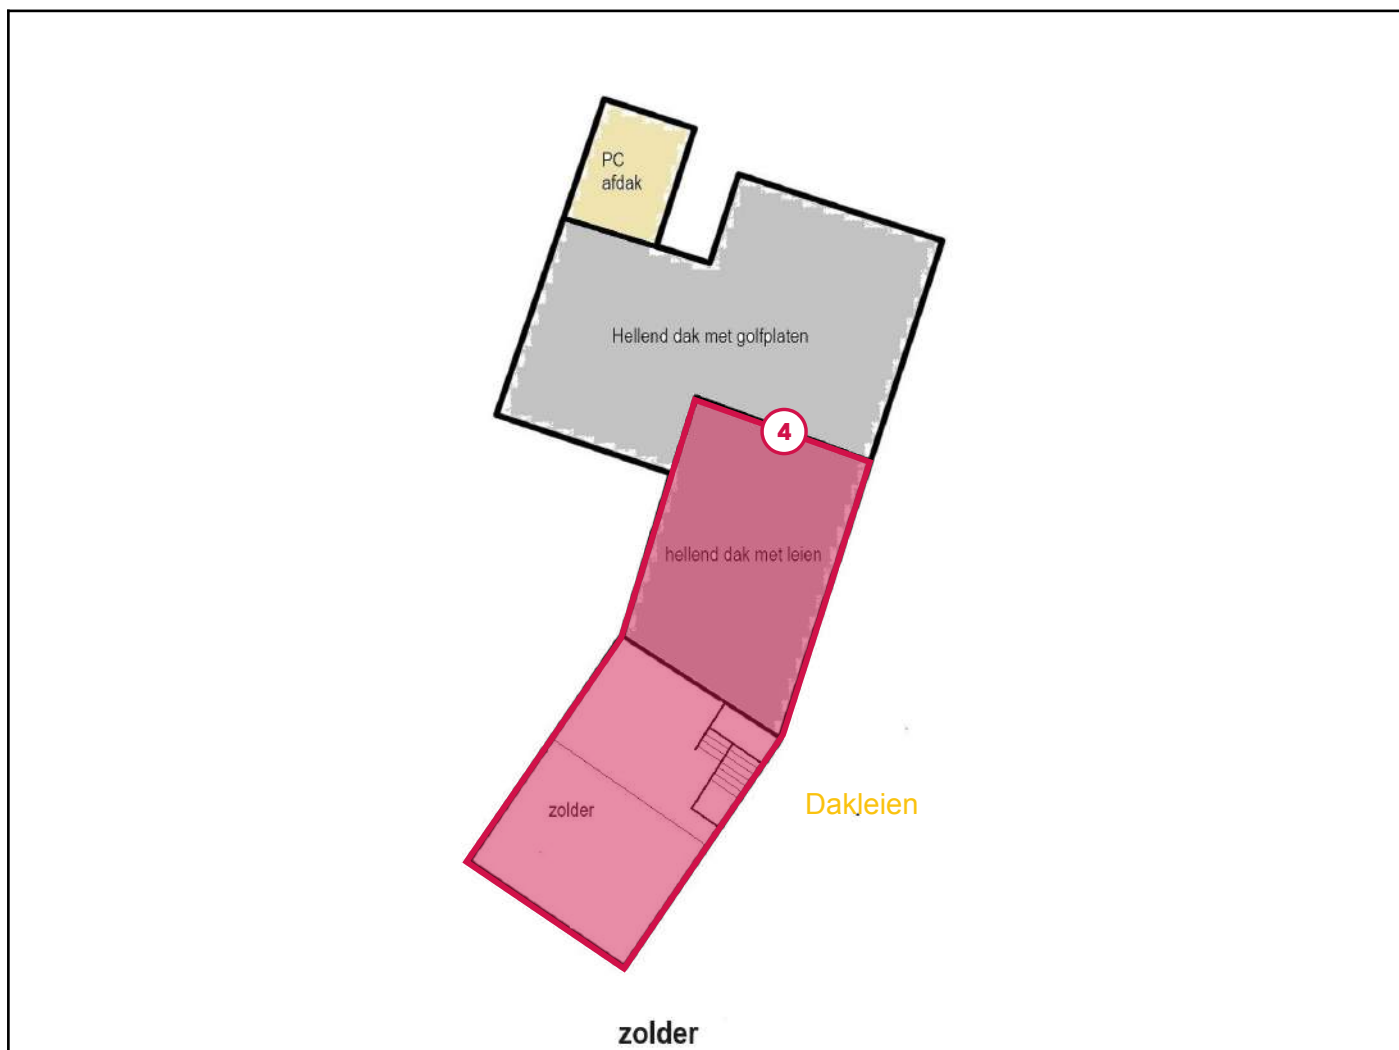 PC
afdak
Hellend dak met golfplaten
4
hellend dak met leien
Dakleien
zolder
zolder